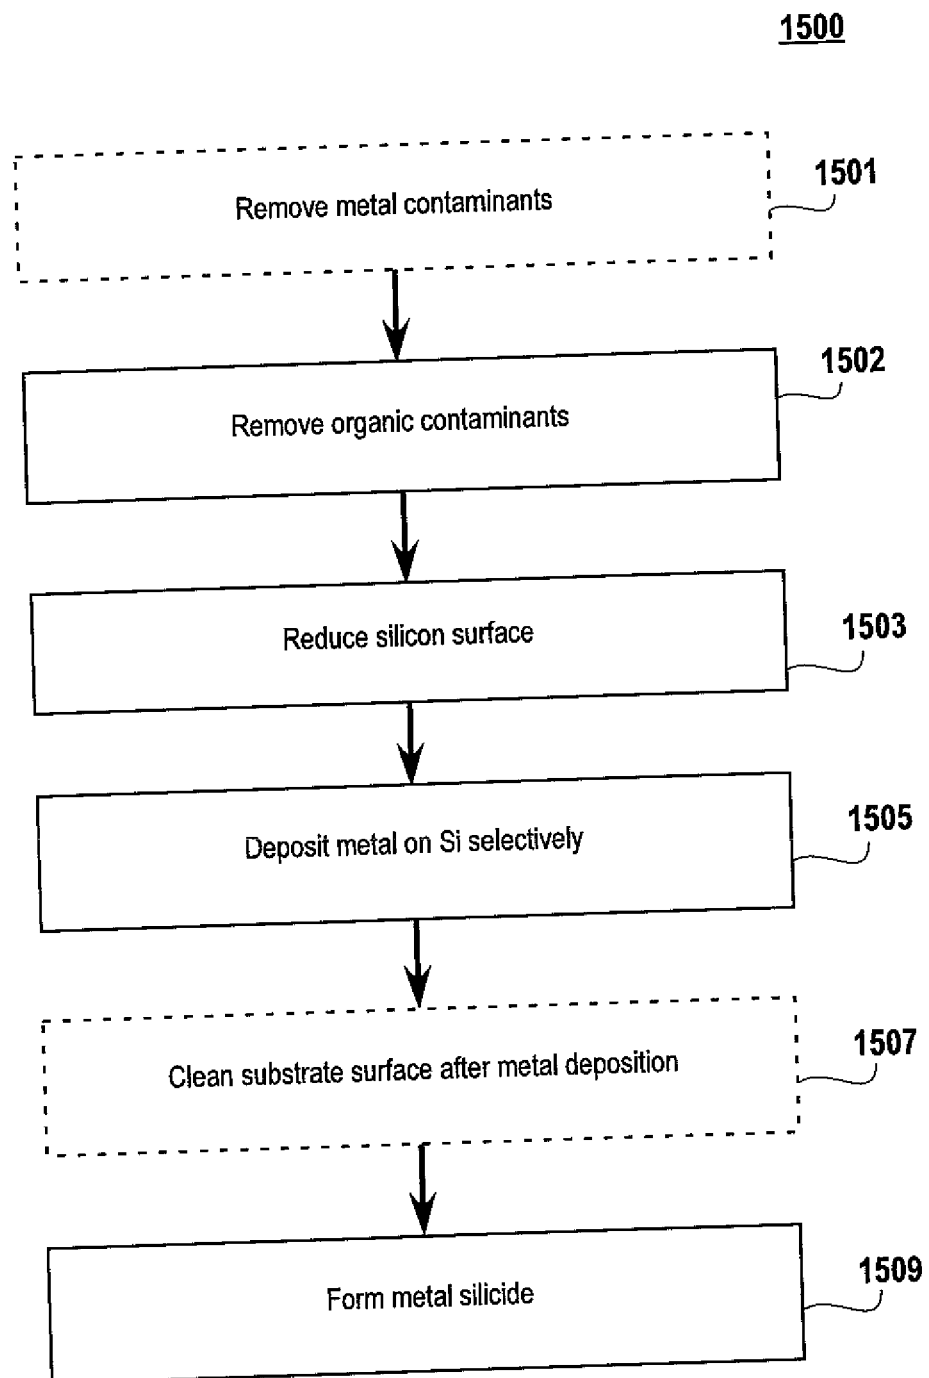 1500
Remove metal contaminants
1501
Remove organic contaminants
1502
Reduce silicon surface
1503
Deposit metal on Si selectively
1505
Clean substrate surface after metal deposition
1507
Form metal silicide
1509